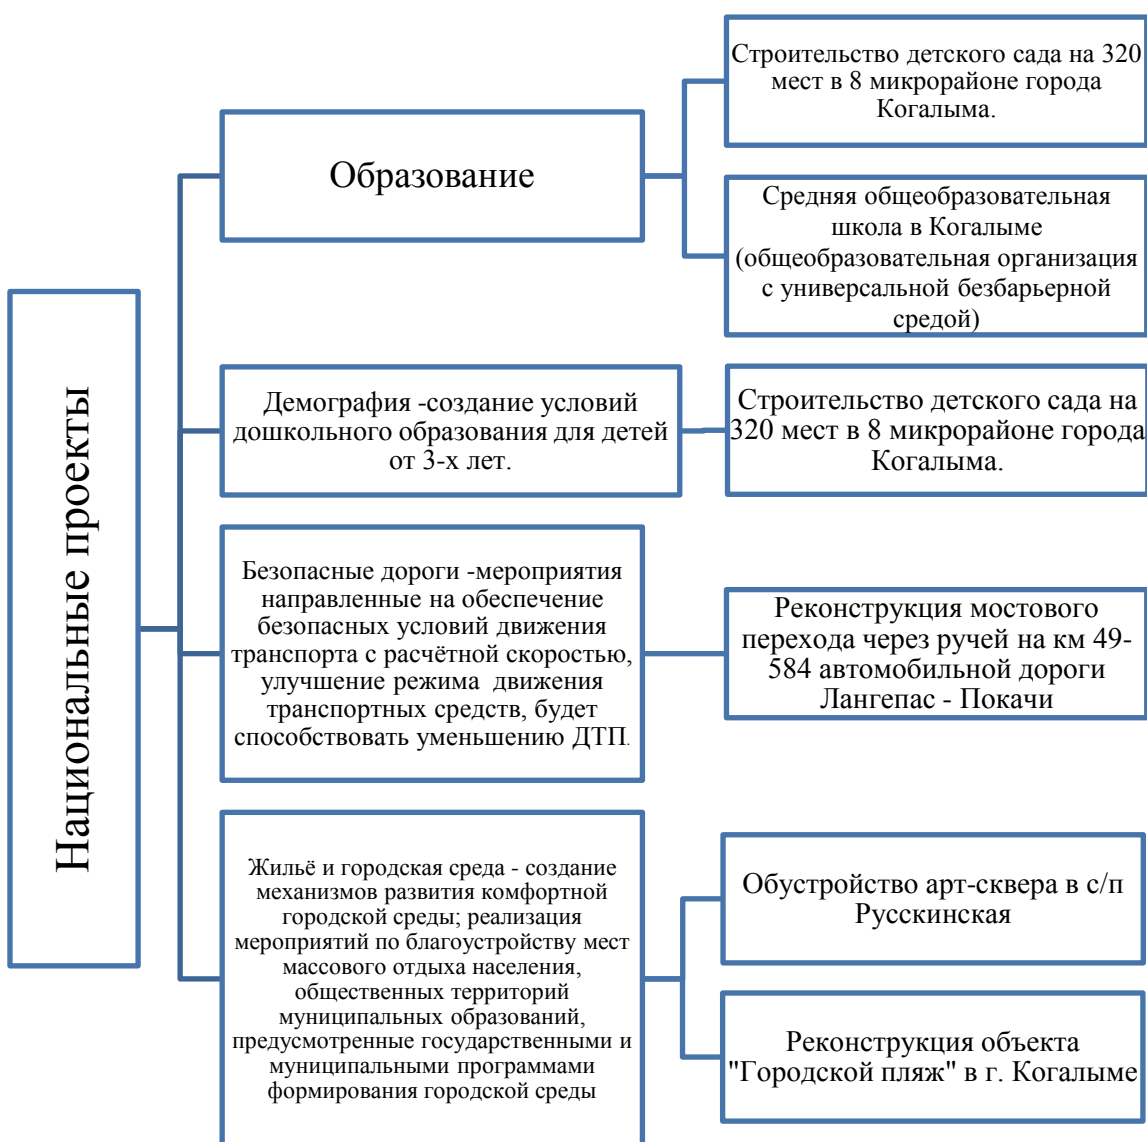 Национальные проекты
Образование
Строительство детского сада на 320
мест в 8 микрорайоне города
Когалыма.
Средняя общеобразовательная
школа в Когалыме
(общеобразовательная организация
с универсальной безбарьерной
средой)
Демография -создание условий
дошкольного образования для детей
от 3-х лет.
Строительство детского сада на
320 мест в 8 микрорайоне города
Когалыма.
Безопасные дороги -мероприятия
направленные на обеспечение
безопасных условий движения
транспорта с расчётной скоростью,
улучшение режима движения
транспортных средств, будет
способствовать уменьшению ДТП.
Реконструкция мостового
перехода через ручей на км 49-
584 автомобильной дороги
Лангепас - Покачи
Жильё и городская среда - создание
механизмов развития комфортной
городской среды; реализация
мероприятий по благоустройству мест
массового отдыха населения,
общественных территорий
муниципальных образований,
предусмотренные государственными и
муниципальными программами
формирования городской среды
Обустройство арт-сквера в с/п
Русскинская
Реконструкция объекта
"Городской пляж" в г. Когалыме